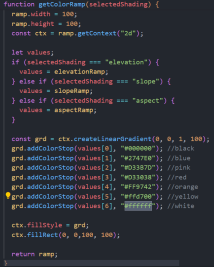 function getColorRamp(selectedShading) {
ramp.width = 100;
ramp.height = 100;
const ctx = ramp.getContext("2d");
let values;
if (selectedShading === "elevation") {
values = elevationRamp;
} else if (selectedShading === "slope") {
values = slopeRamp;
} else if (selectedShading === "aspect") {
values = aspectRamp;
}
const grd = ctx.createLinearGradient(0, 0, 1, 100);
grd.addColorStop(values[0], "#000000"); //black
grd.addColorStop(values[1], "#2747E0"); //blue
grd.addColorStop(values[2], "#D33B7D"); //pink
grd.addColorStop(values[3], "#D33038"); //red
grd.addColorStop(values[4], "#FF9742"); //orange
grd.addColorStop(values[5], "#ffd700"); //yellow
grd.addColorStop(values[6], "#ffffff"); //white
ctx.fillStyle = grd;
ctx.fillRect(0, 0,100, 100);
return ramp;
}